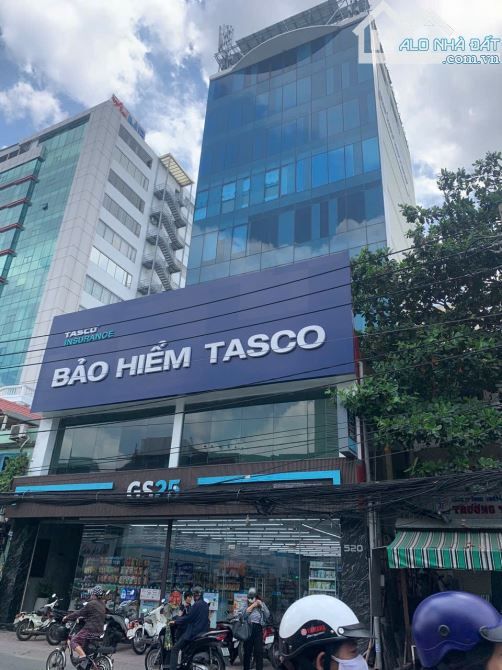 ALO NHÀ ĐẤT
.com.vn
TASCO
INSURANCE
BẢO HIỂM TASCO
GS25
520